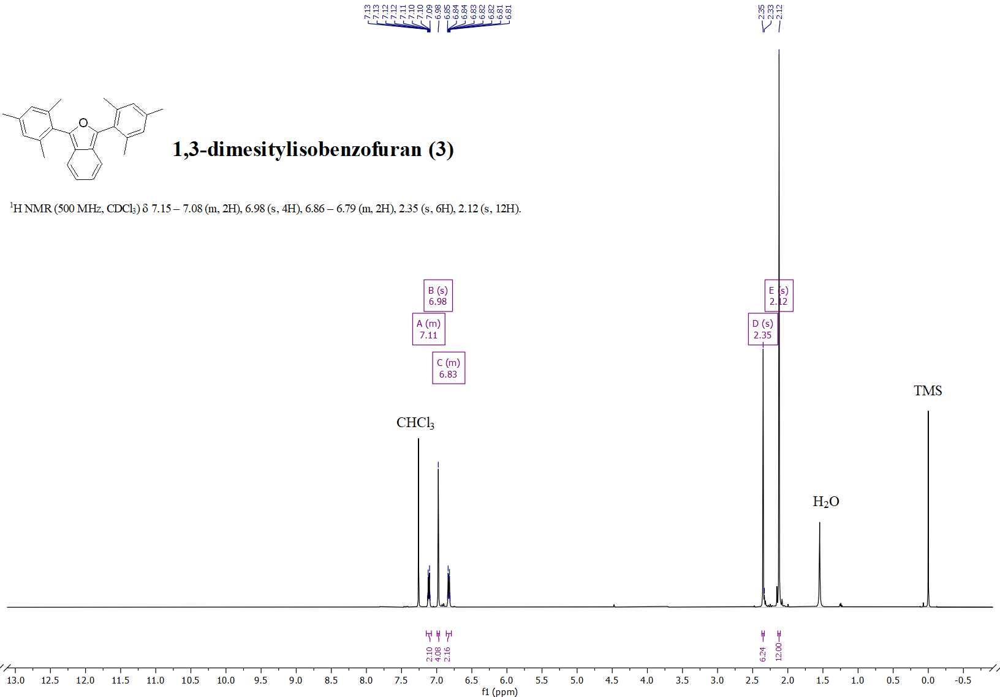 7.13 7.13 7.12 7.12 7.11 7.10 7.10 7.09 6.98 6.85 6.84 6.84 6.83 6.82 6.82 6.81 6.81
2.35 2.33 2.12
O
1,3-dimesitylisobenzofuran (3)
¹H NMR (500 MHz, CDCl₃) δ 7.15 – 7.08 (m, 2H), 6.98 (s, 4H), 6.86 – 6.79 (m, 2H), 2.35 (s, 6H), 2.12 (s, 12H).
B (s)
6.98
A (m)
7.11
C (m)
6.83
E (s)
2.12
D (s)
2.35
CHCl₃
H₂O
TMS
2.10 4.08 2.16 6.24 12.00
13.0 12.5 12.0 11.5 11.0 10.5 10.0 9.5 9.0 8.5 8.0 7.5 7.0 6.5 6.0 5.5 5.0 4.5 4.0 3.5 3.0 2.5 2.0 1.5 1.0 0.5 0.0 -0.5
f1 (ppm)